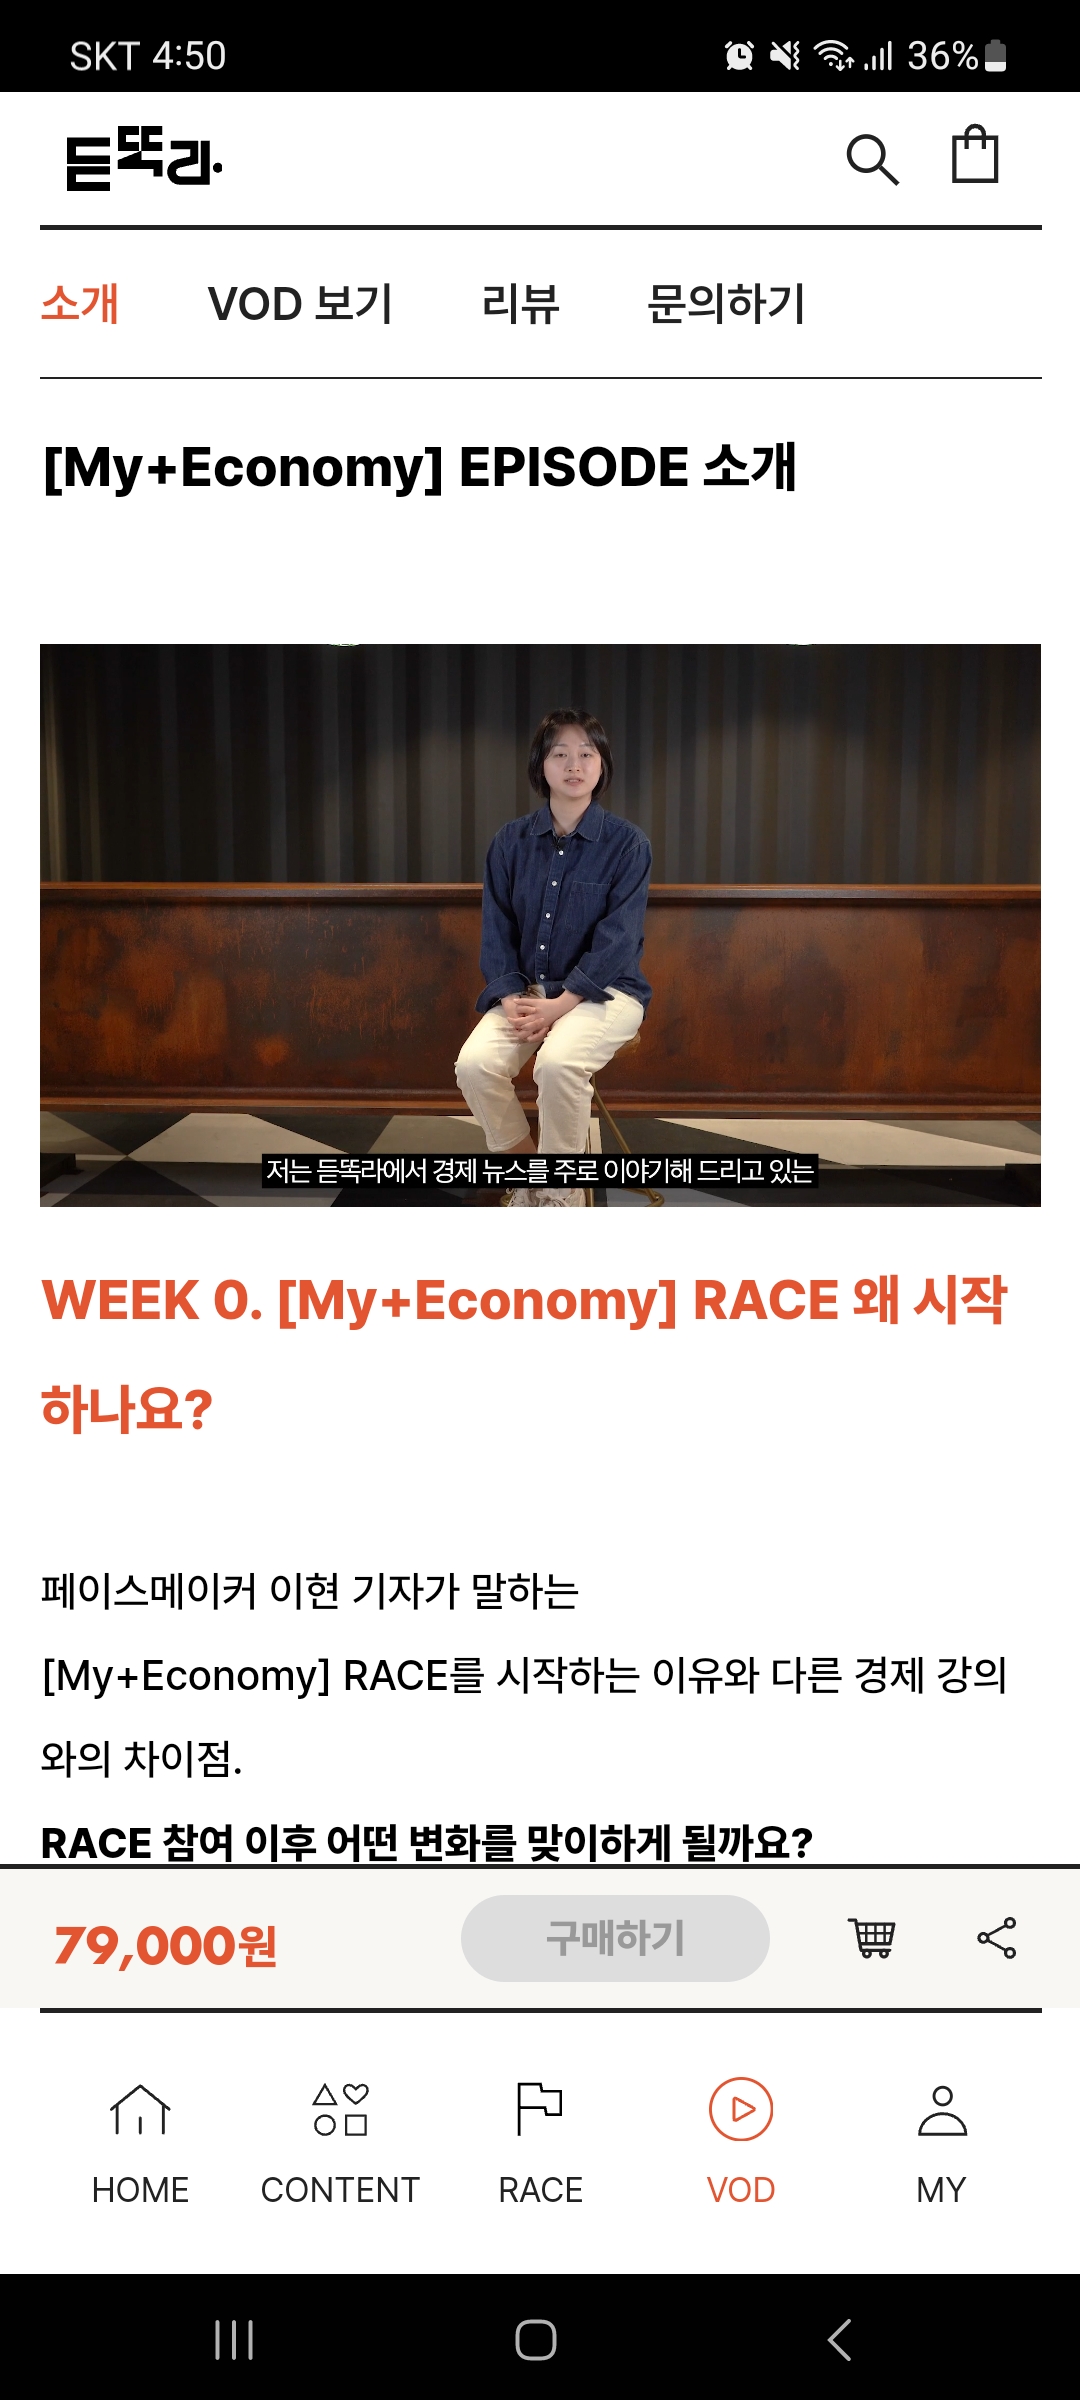 SKT 4:50
36%
듣똑라.
소개 VOD 보기 리뷰 문의하기
[My+Economy] EPISODE 소개
저는 듣똑라에서 경제 뉴스를 주로 이야기해 드리고 있는
WEEK 0. [My+Economy] RACE 왜 시작
하나요?
페이스메이커 이현 기자가 말하는
[My+Economy] RACE를 시작하는 이유와 다른 경제 강의
와의 차이점.
RACE 참여 이후 어떤 변화를 맞이하게 될까요?
79,000원
구매하기
HOME CONTENT RACE VOD MY